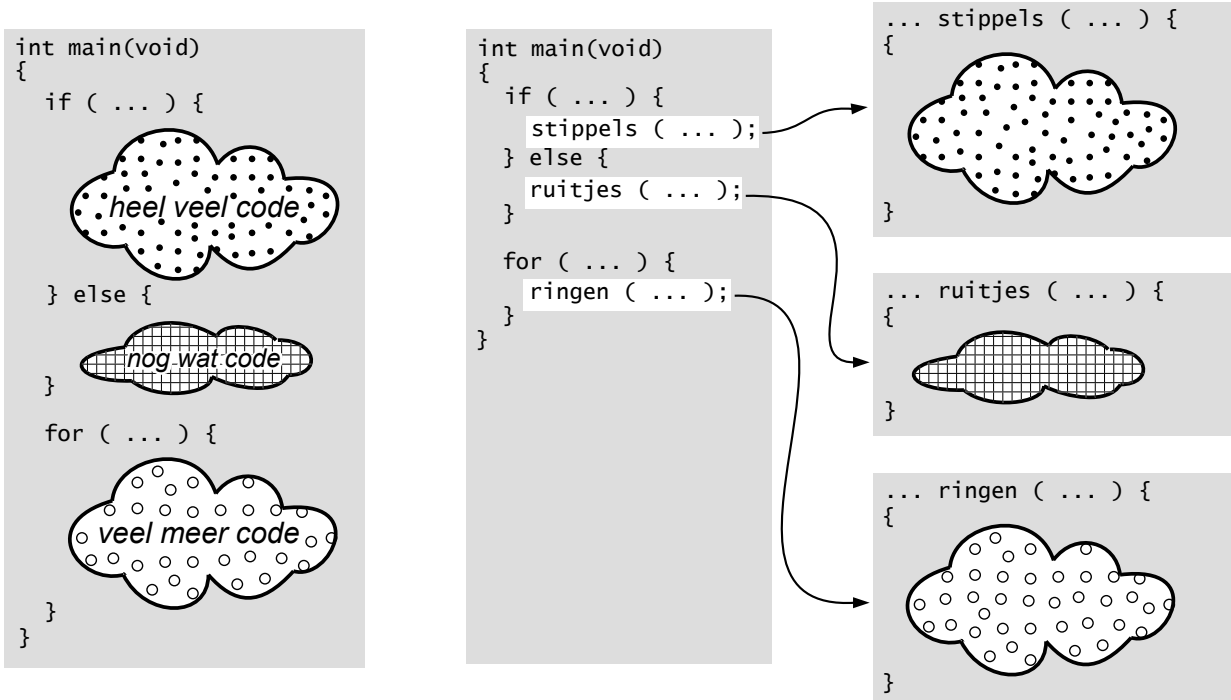 int main(void)
{
if ( ... ) {
heel veel code
} else {
nog wat code
}
for ( ... ) {
veel meer code
}
}
int main(void)
{
if ( ... ) {
stippels ( ... );
} else {
ruitjes ( ... );
}
for ( ... ) {
ringen ( ... );
}
}
... stippels ( ... ) {
{
}
... ruitjes ( ... ) {
{
}
... ringen ( ... ) {
{
}